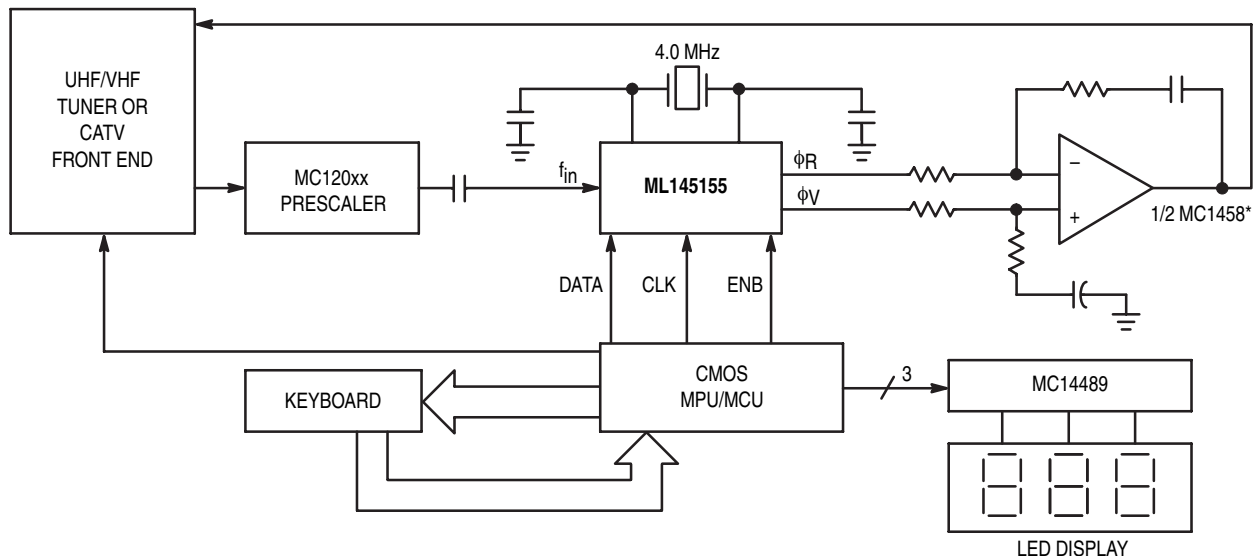 4.0 MHz
UHF/VHF
TUNER OR
CATV
FRONT END
MC120xx
PRESCALER
fin
ML145155
ϕR
ϕV
–
+
1/2 MC1458*
DATA
CLK
ENB
KEYBOARD
CMOS
MPU/MCU
3
MC14489
LED DISPLAY